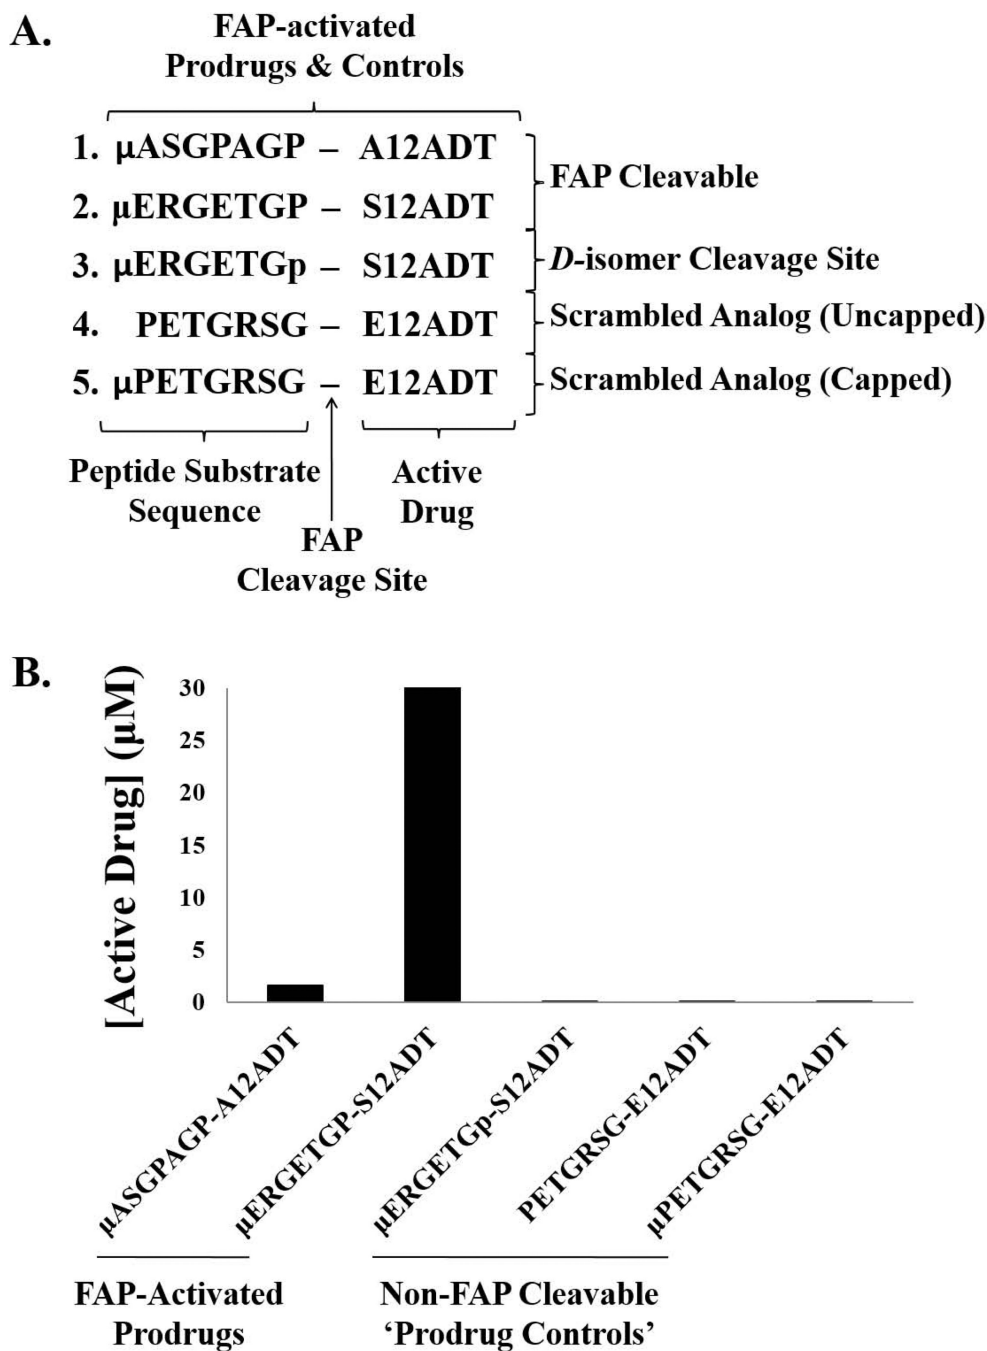 A.
FAP-activated
Prodrugs & Controls
1. μASGPAGP – A12ADT
2. μERGETGP – S12ADT
3. μERGETGp – S12ADT
4. PETGRSG – E12ADT
5. μPETGRSG – E12ADT
FAP Cleavable
D-isomer Cleavage Site
Scrambled Analog (Uncapped)
Scrambled Analog (Capped)
Peptide Substrate
Sequence
FAP
Cleavage Site
Active
Drug
B.
[Active Drug] (μM)
30
25
20
15
10
5
0
μASGPAGP-A12ADT
μERGETGP-S12ADT
μERGETGp-S12ADT
PETGRSG-E12ADT
μPETGRSG-E12ADT
FAP-Activated
Prodrugs
Non-FAP Cleavable
‘Prodrug Controls’